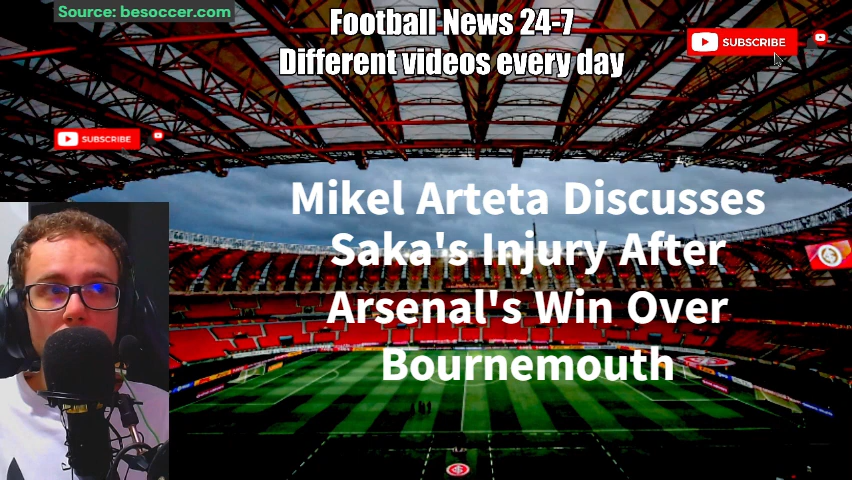 Source: besoccer.com
Football News 24-7
Different videos every day
SUBSCRIBE
SUBSCRIBE
Mikel Arteta Discusses
Saka's Injury After
Arsenal's Win Over
Bournemouth